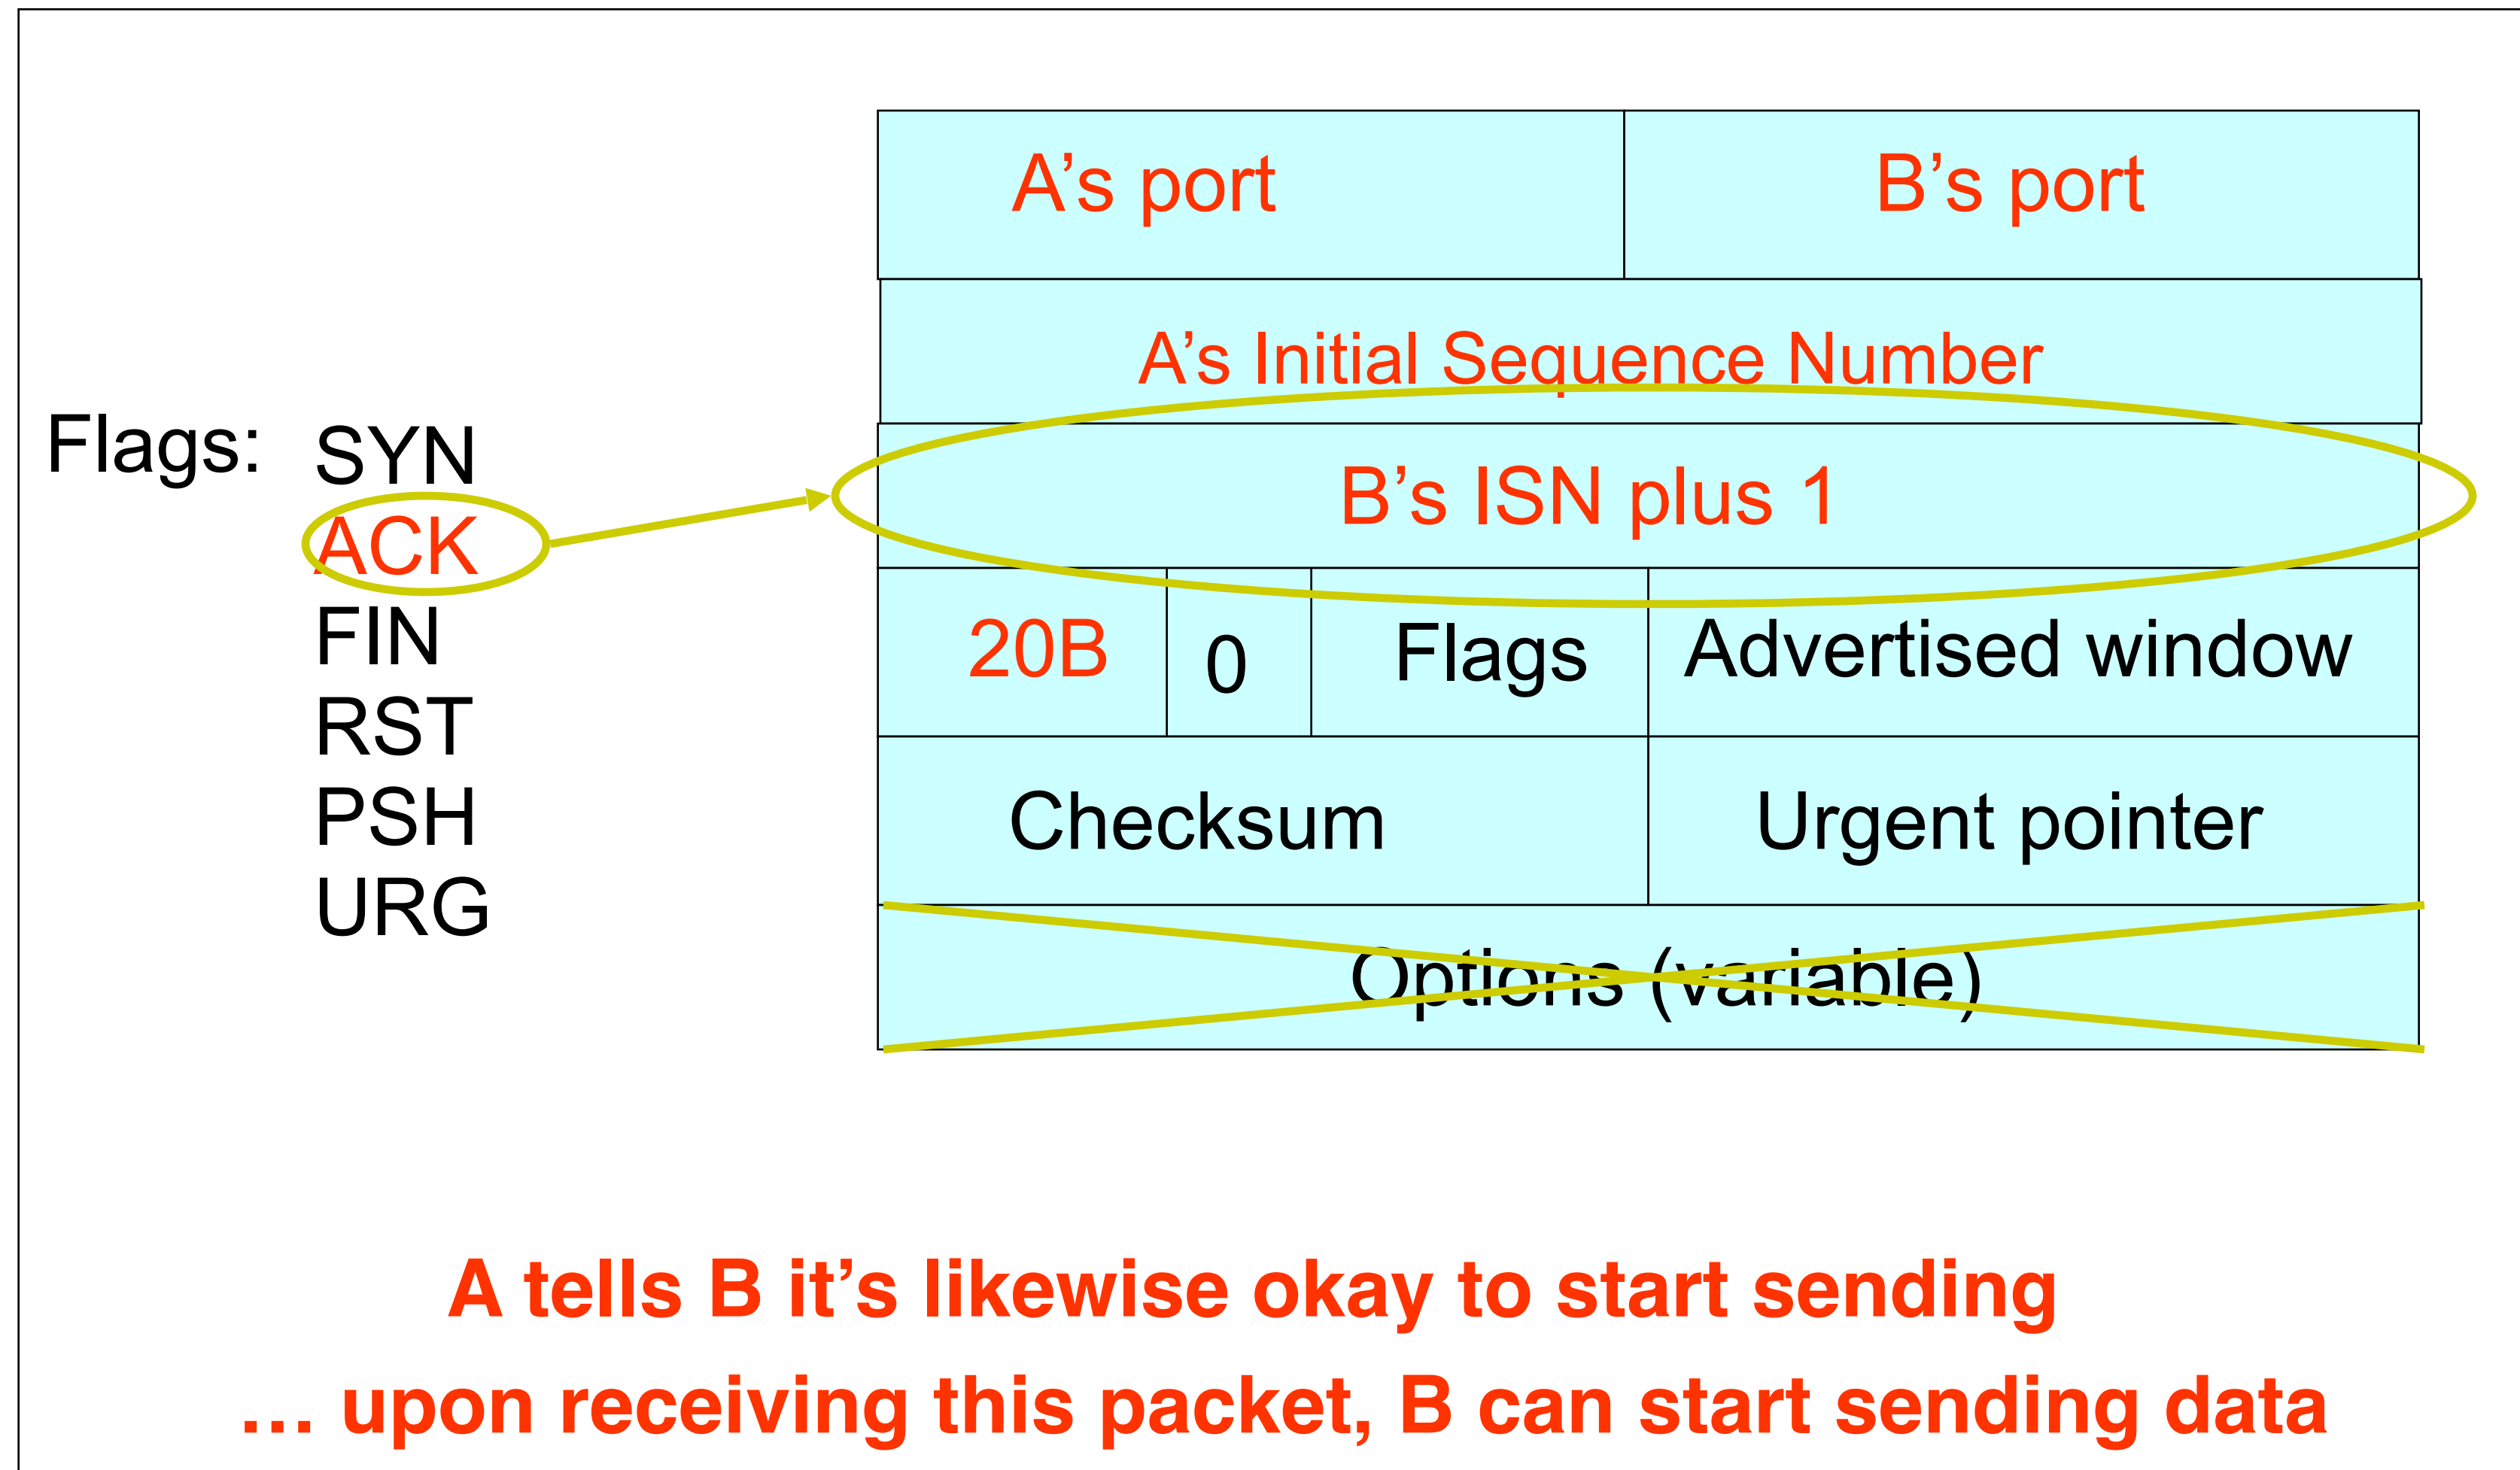 A’s port
B’s port
A’s Initial Sequence Number
Flags:
SYN
ACK
FIN
RST
PSH
URG
B’s ISN plus 1
20B
0
Flags
Advertised window
Checksum
Urgent pointer
Options (variable)
A tells B it’s likewise okay to start sending
… upon receiving this packet, B can start sending data